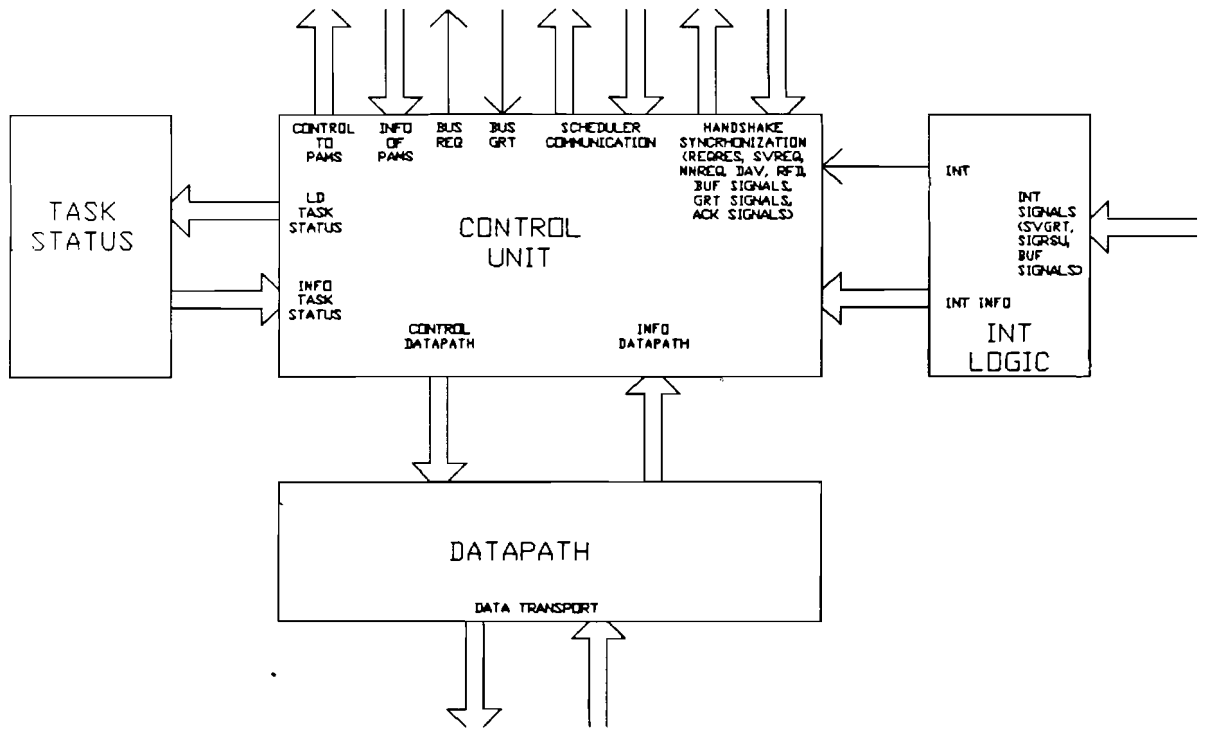 CONTROL
TO
PAMS
INFO
OF
PAMS
BUS
REQ
BUS
GRT
SCHEDULER
COMMUNICATION
HANDSHAKE
SYNCRHONIZATION
(REQRES, SVREQ,
NNREQ, DAV, RFD,
BUF SIGNALS,
GRT SIGNALS,
ACK SIGNALS)
TASK
STATUS
LD
TASK
STATUS
INFO
TASK
STATUS
CONTROL
UNIT
CONTROL
DATAPATH
INFO
DATAPATH
INT
INT
SIGNALS
(SVGRT,
SIGRSU,
BUF
SIGNALS)
INT INFO
INT
LOGIC
DATAPATH
DATA TRANSPORT